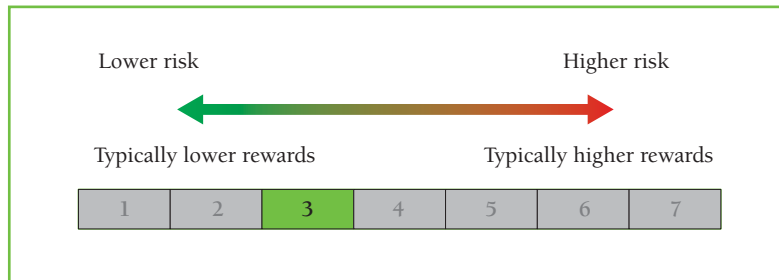 Lower risk Higher risk
Typically lower rewards Typically higher rewards
1 2 3 4 5 6 7